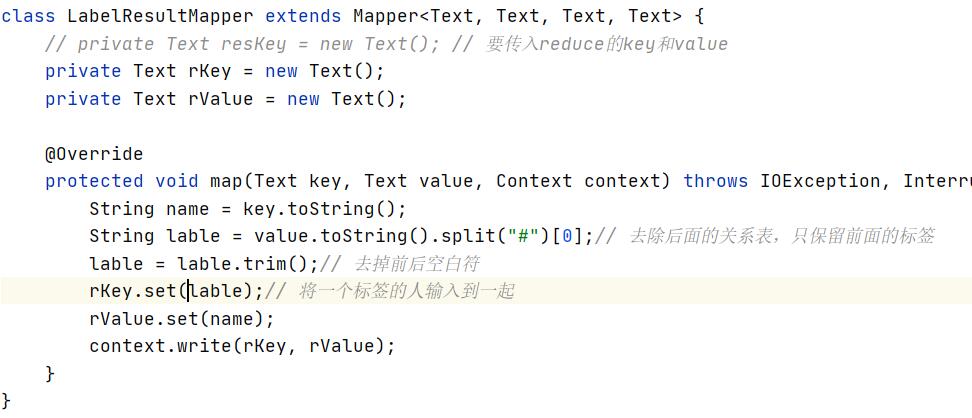 class LabelResultMapper extends Mapper<Text, Text, Text, Text> {
    // private Text resKey = new Text(); // 要传入reduce的key和value
    private Text rKey = new Text();
    private Text rValue = new Text();
    @Override
    protected void map(Text key, Text value, Context context) throws IOException, Interru
        String name = key.toString();
        String lable = value.toString().split("#")[0];// 去除后面的关系表，只保留前面的标签
        lable = lable.trim();// 去掉前后空白符
        rKey.set(lable);// 将一个标签的人输入到一起
        rValue.set(name);
        context.write(rKey, rValue);
    }
}